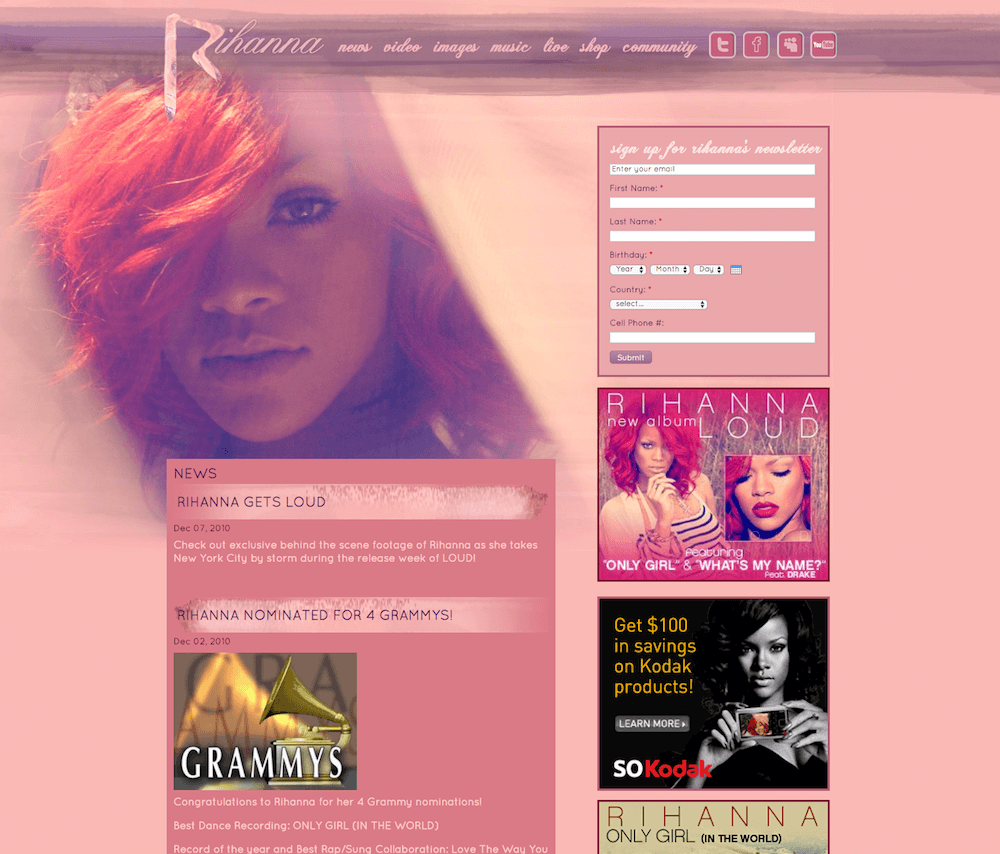 Rihanna
news video images music live shop community
You Tube
sign up for rihanna's newsletter
Enter your email
First Name: *
Last Name: *
Birthday: *
Year Month Day
Country: *
select...
Cell Phone #:
Submit
RIHANNA
new album LOUD
featuring
"ONLY GIRL" & "WHAT'S MY NAME?"
Feat. DRAKE
Get $100
in savings
on Kodak
products!
LEARN MORE
SO Kodak
RIHANNA
ONLY GIRL (IN THE WORLD)
NEWS
RIHANNA GETS LOUD
Dec 07, 2010
Check out exclusive behind the scene footage of Rihanna as she takes
New York City by storm during the release week of LOUD!
RIHANNA NOMINATED FOR 4 GRAMMYS!
Dec 02, 2010
GRAMMYS
Congratulations to Rihanna for her 4 Grammy nominations!
Best Dance Recording: ONLY GIRL (IN THE WORLD)
Record of the year and Best Rap/Sung Collaboration: Love The Way You